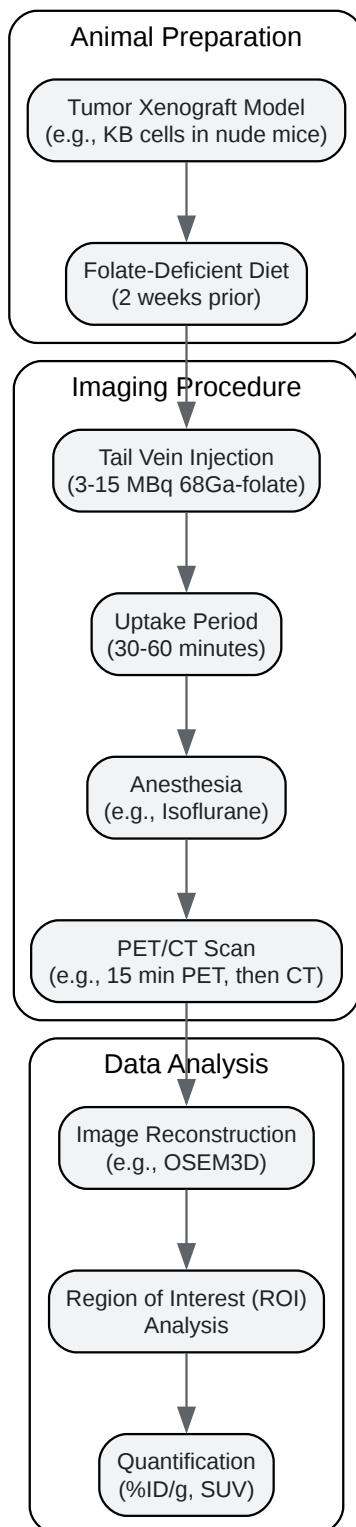 Animal Preparation
Tumor Xenograft Model
(e.g., KB cells in nude mice)
Folate-Deficient Diet
(2 weeks prior)
Imaging Procedure
Tail Vein Injection
(3-15 MBq 68Ga-folate)
Uptake Period
(30-60 minutes)
Anesthesia
(e.g., Isoflurane)
PET/CT Scan
(e.g., 15 min PET, then CT)
Data Analysis
Image Reconstruction
(e.g., OSEM3D)
Region of Interest (ROI)
Analysis
Quantification
(%ID/g, SUV)